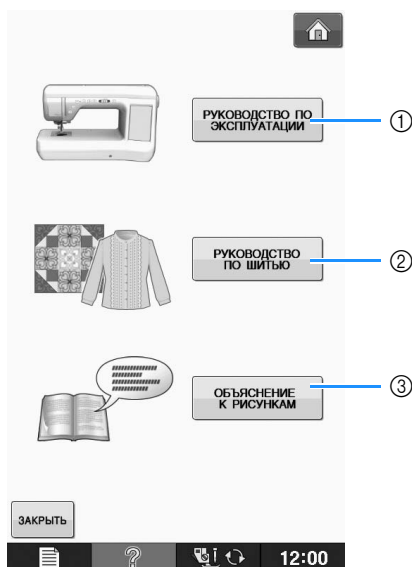 РУКОВОДСТВО ПО
ЭКСПЛУАТАЦИИ
①
РУКОВОДСТВО
ПО ШИТЬЮ
②
ОБЪЯСНЕНИЕ
К РИСУНКАМ
③
ЗАКРЫТЬ
?
12:00